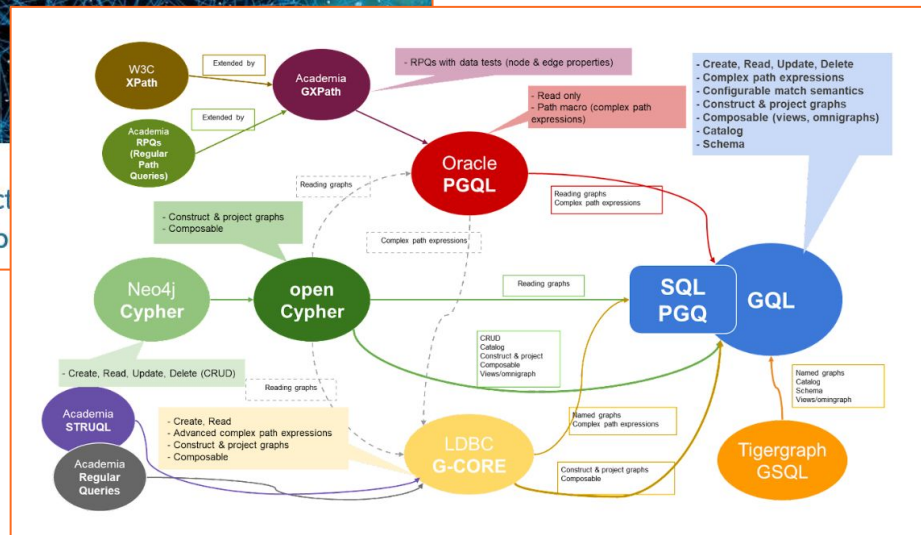 W3C
XPath
Extended by
Academia
GXPath
- RPQs with data tests (node & edge properties)
- Create, Read, Update, Delete
- Complex path expressions
- Configurable match semantics
- Construct & project graphs
- Composable (views, omnigraphs)
- Catalog
- Schema
- Read only
- Path macro (complex path
expressions)
Academia
RPQs
(Regular
Path
Queries)
Extended by
Oracle
PGQL
Reading graphs
Reading graphs
Complex path expressions
- Construct & project graphs
- Composable
Complex path expressions
Neo4j
Cypher
open
Cypher
Reading graphs
SQL
PGQ
GQL
CRUD
Catalog
Construct & project
Composable
Views/omnigraph
- Create, Read, Update, Delete (CRUD)
Reading graphs
Named graphs
Catalog
Schema
Views/omingraph
Academia
STRUQL
- Create, Read
- Advanced complex path expressions
- Construct & project graphs
- Composable
Named graphs
Complex path expressions
LDBC
G-CORE
Academia
Regular
Queries
Construct & project graphs
Composable
Tigergraph
GSQL